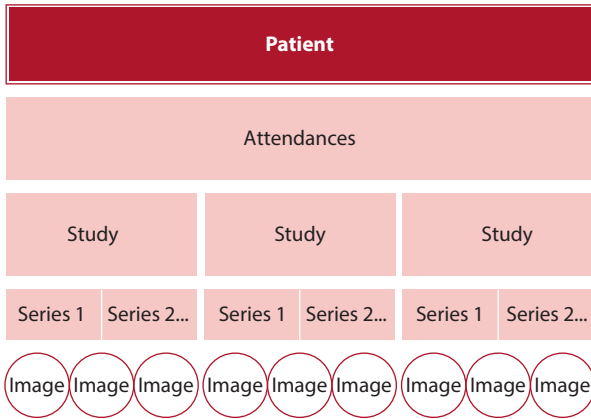 Patient
Attendances
Study Study Study
Series 1 Series 2... Series 1 Series 2... Series 1 Series 2...
Image Image Image Image Image Image Image Image Image